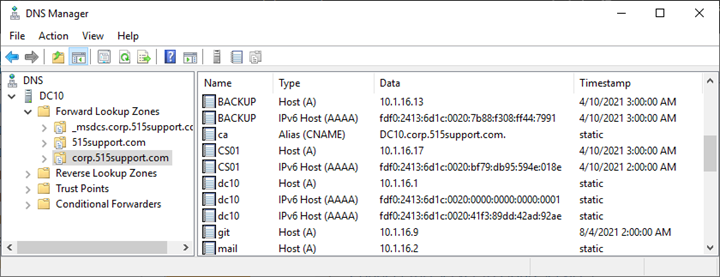 DNS Manager
File Action View Help
DNS
DC10
Forward Lookup Zones
_msdcs.corp.515support.cc
515support.com
corp.515support.com
Reverse Lookup Zones
Trust Points
Conditional Forwarders
Name Type Data Timestamp
BACKUP Host (A) 10.1.16.13 4/10/2021 3:00:00 AM
BACKUP IPv6 Host (AAAA) fdf0:2413:6d1c:0020:7b88:f308:ff44:7991 4/10/2021 3:00:00 AM
ca Alias (CNAME) DC10.corp.515support.com. static
CS01 Host (A) 10.1.16.17 4/10/2021 3:00:00 AM
CS01 IPv6 Host (AAAA) fdf0:2413:6d1c:0020:bf79:db95:594e:018e 4/10/2021 2:00:00 AM
dc10 Host (A) 10.1.16.1 static
dc10 IPv6 Host (AAAA) fdf0:2413:6d1c:0020:0000:0000:0000:0001 static
dc10 IPv6 Host (AAAA) fdf0:2413:6d1c:0020:41f3:89dd:42ad:92ae static
git Host (A) 10.1.16.9 8/4/2021 2:00:00 AM
mail Host (A) 10.1.16.2 static